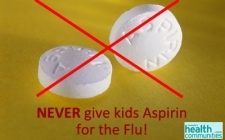 NEVER give kids Aspirin
for the Flu!
health
communities